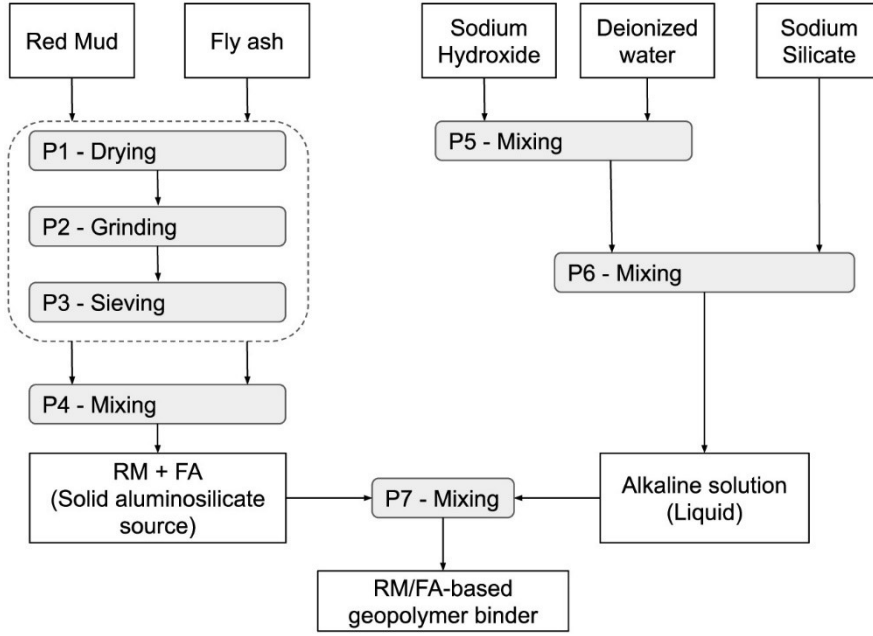 Red Mud
Fly ash
Sodium
Hydroxide
Deionized
water
Sodium
Silicate
P1 - Drying
P5 - Mixing
P2 - Grinding
P6 - Mixing
P3 - Sieving
P4 - Mixing
RM + FA
(Solid aluminosilicate
source)
P7 - Mixing
Alkaline solution
(Liquid)
RM/FA-based
geopolymer binder